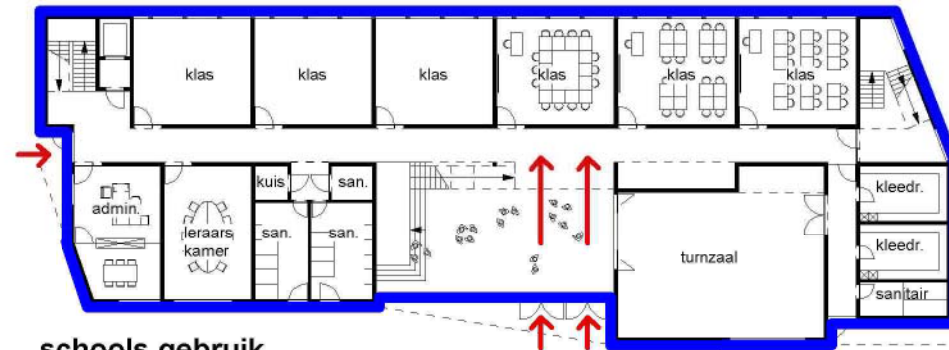 klas
klas
klas
klas
klas
klas
kuis
san.
kleedr.
admin.
leraars
kamer
san.
san.
turnzaal
kleedr.
sanitair
schools gebruik